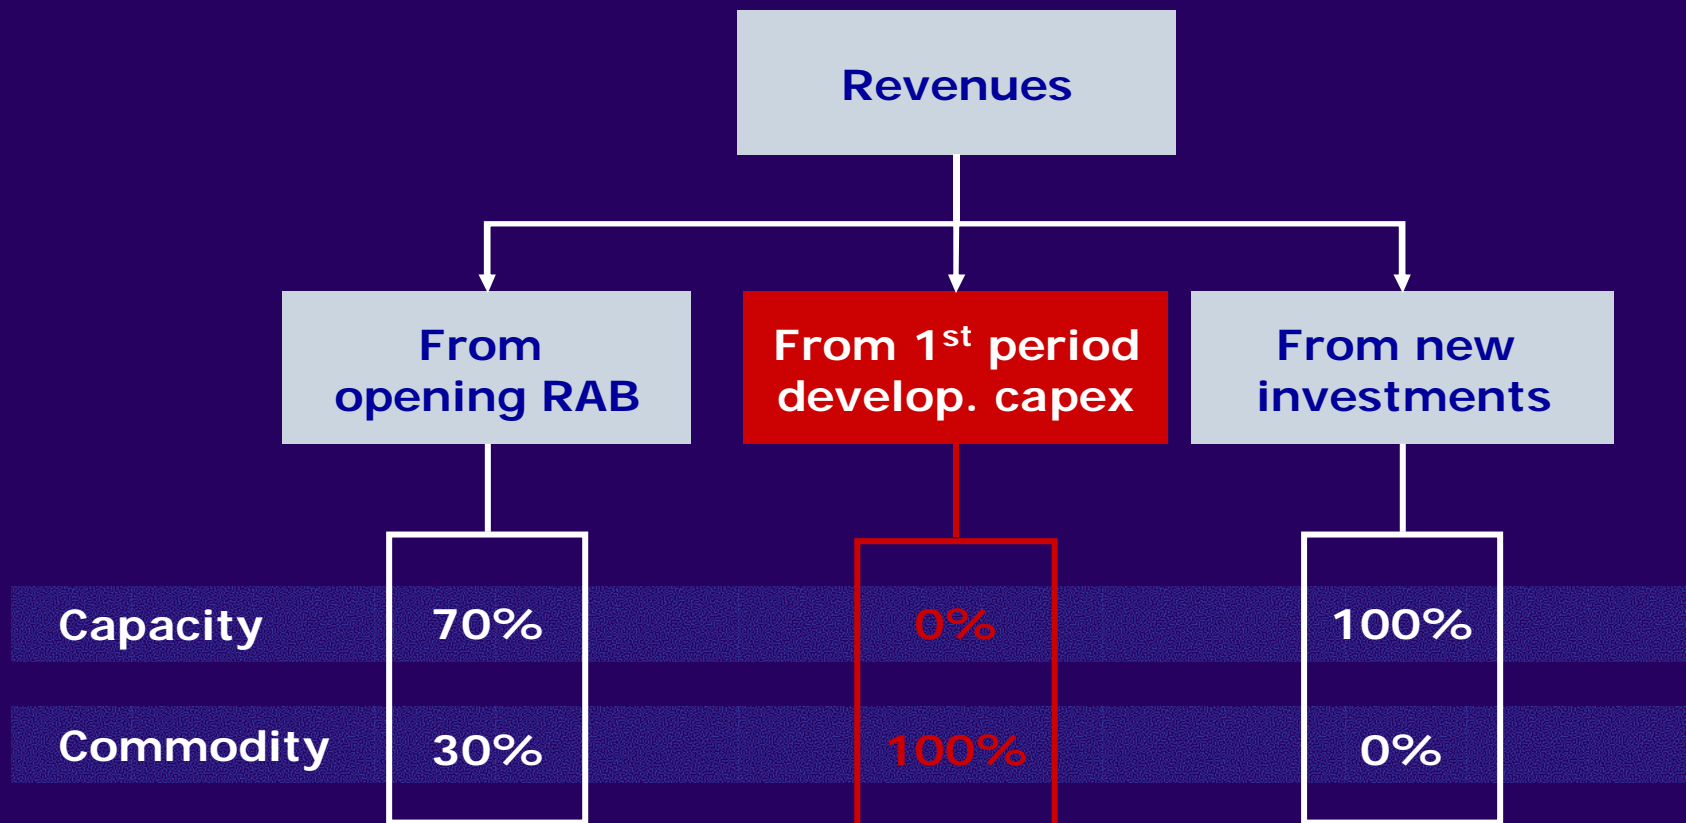 Revenues
From
opening RAB
From 1st period
develop. capex
From new
investments
Capacity 70% 0% 100%
Commodity 30% 100% 0%